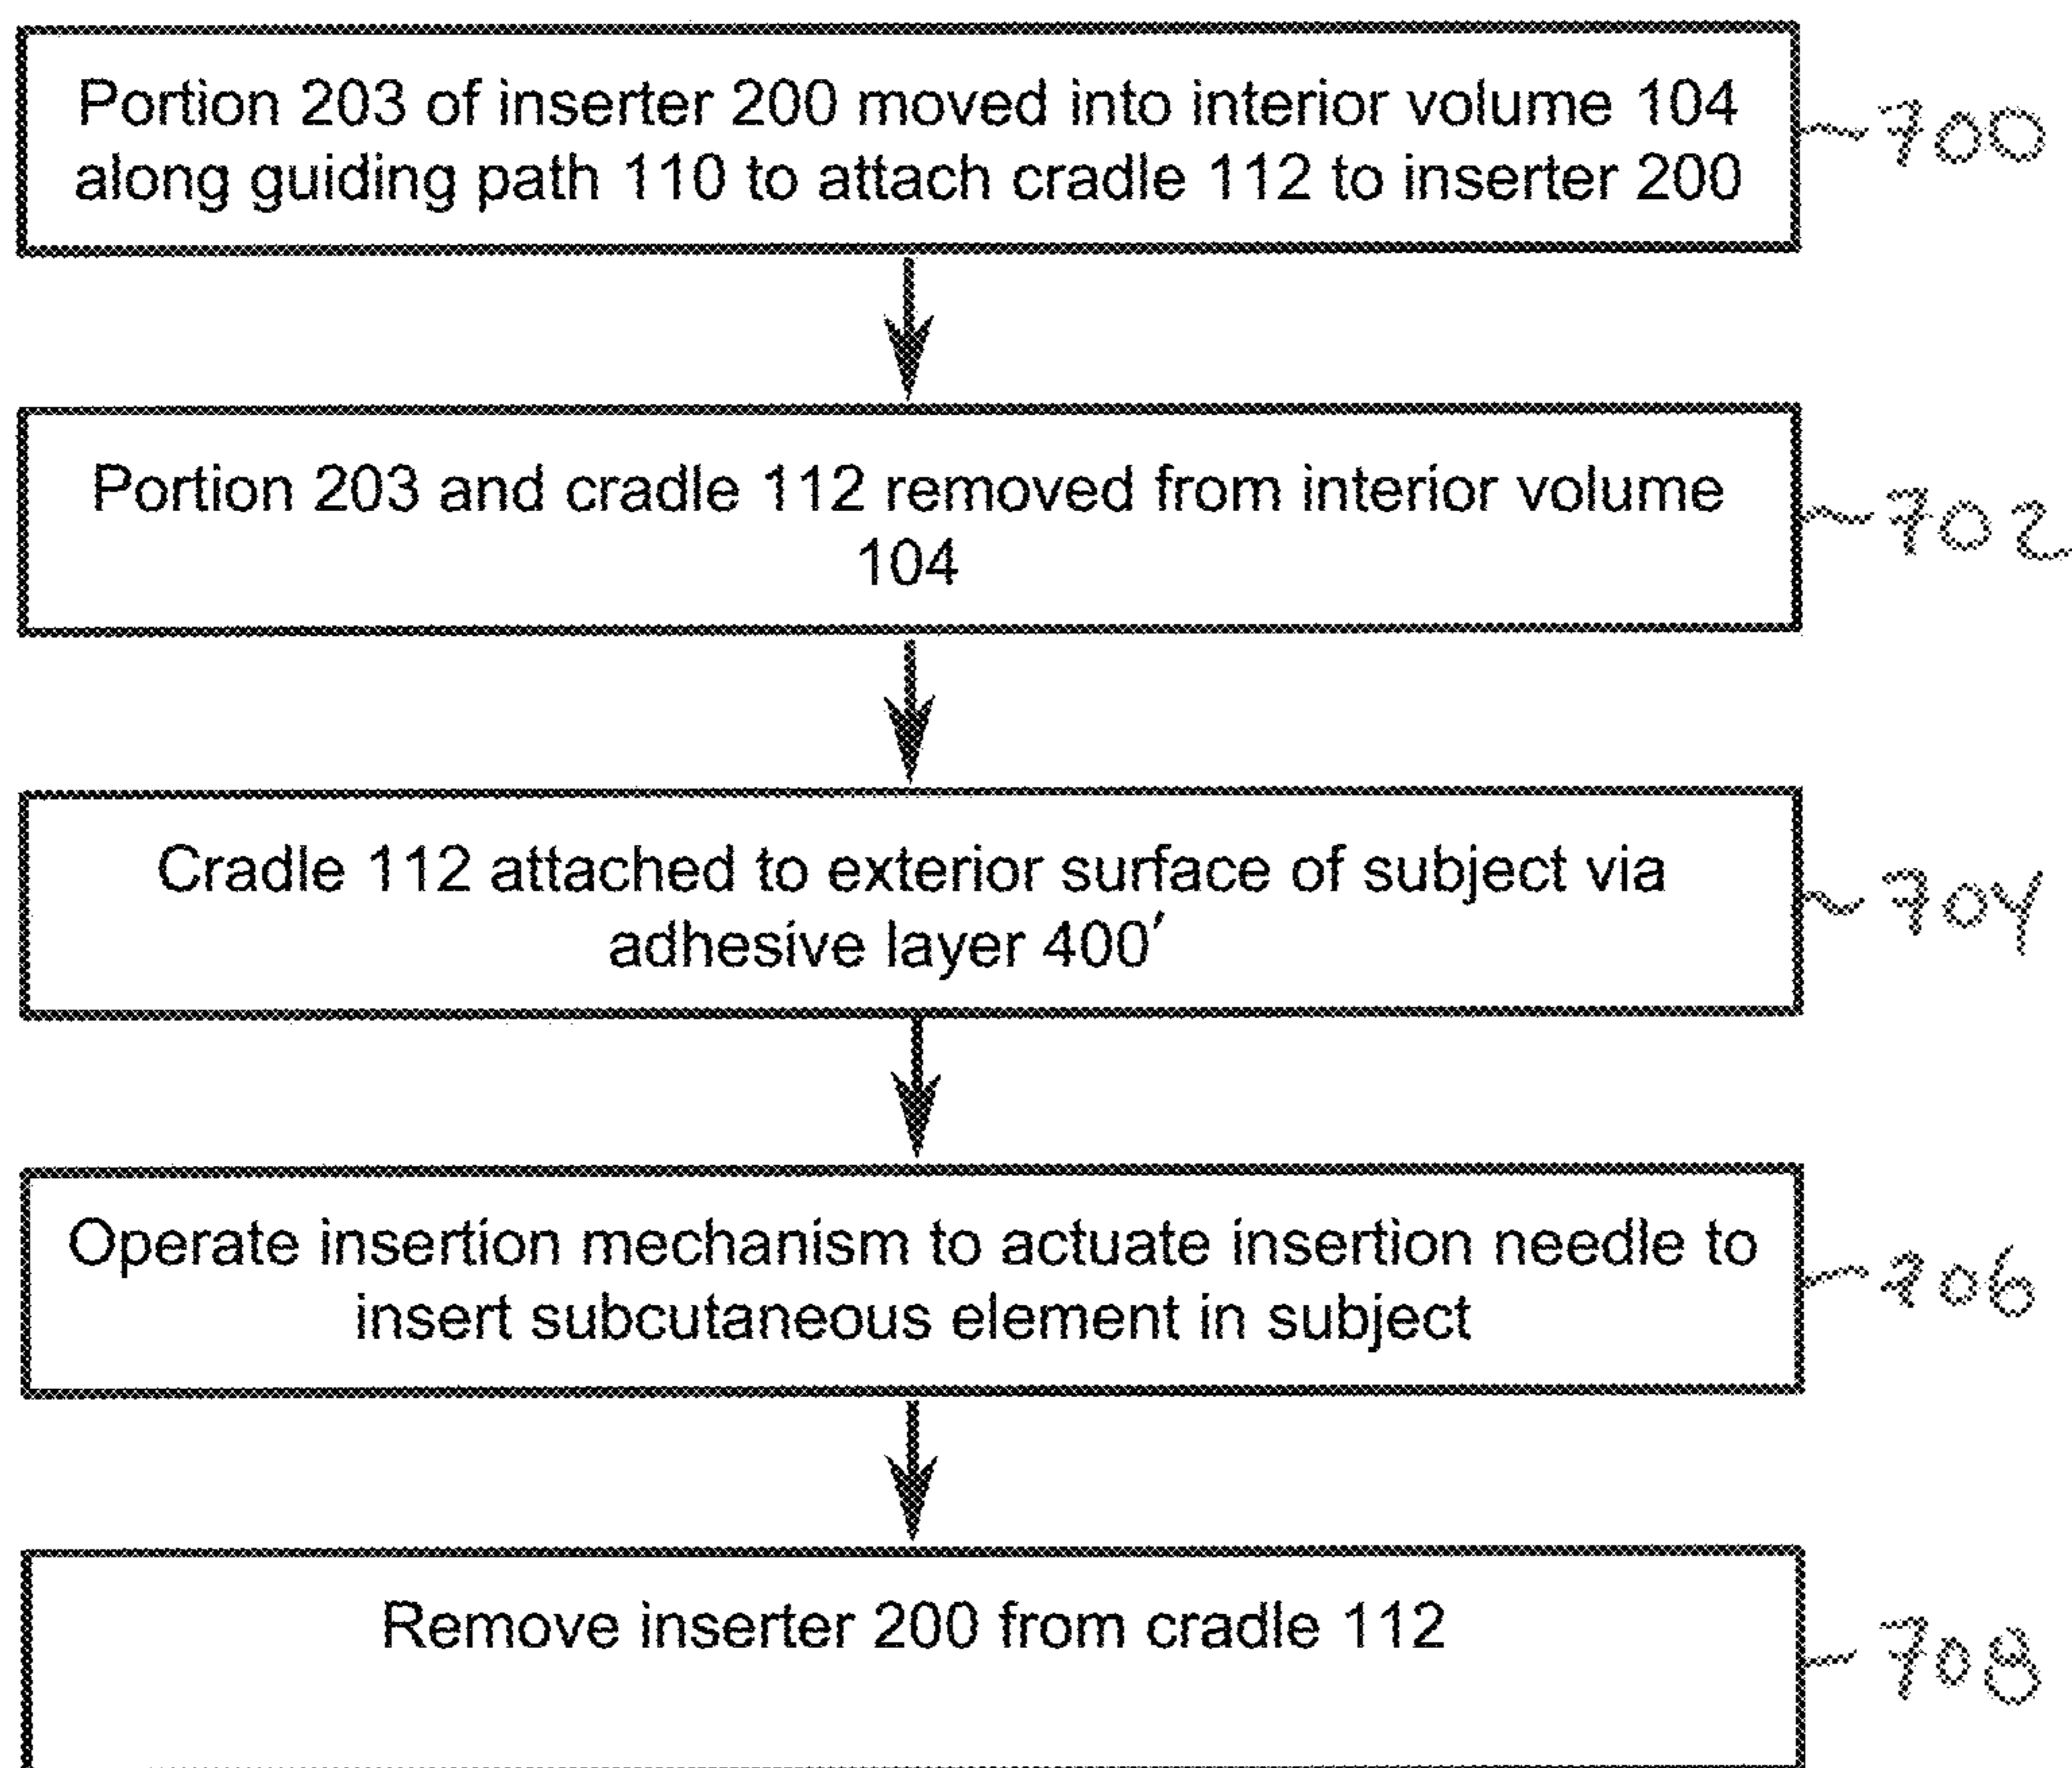 Portion 203 of inserter 200 moved into interior volume 104
along guiding path 110 to attach cradle 112 to inserter 200
700
Portion 203 and cradle 112 removed from interior volume
104
702
Cradle 112 attached to exterior surface of subject via
adhesive layer 400′
704
Operate insertion mechanism to actuate insertion needle to
insert subcutaneous element in subject
706
Remove inserter 200 from cradle 112
708